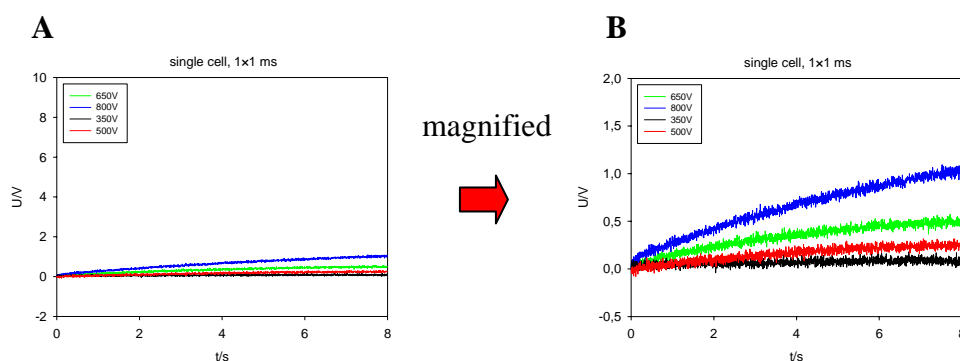 A
single cell, 1×1 ms
10
8
6
4
2
0
-2
U/V
650V
800V
350V
500V
0
2
4
6
8
t/s
magnified
B
single cell, 1×1 ms
2,0
1,5
1,0
0,5
0,0
-0,5
U/V
650V
800V
350V
500V
0
2
4
6
8
t/s